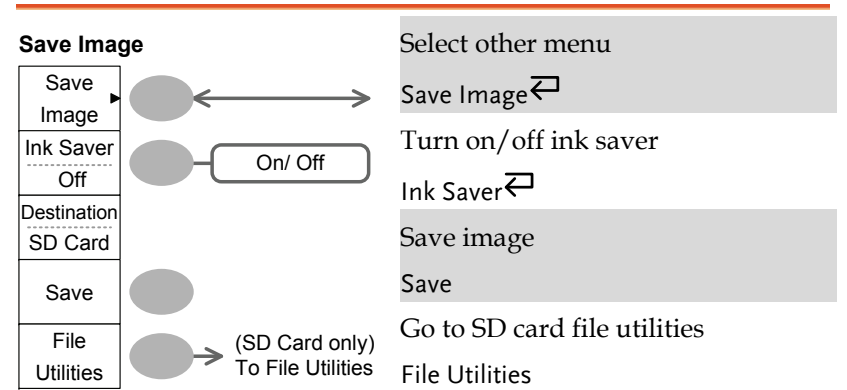 Save Image
Save
Image
Ink Saver
Off
On/ Off
Destination
SD Card
Save
File
Utilities
(SD Card only)
To File Utilities
Select other menu
Save Image
Turn on/off ink saver
Ink Saver
Save image
Save
Go to SD card file utilities
File Utilities